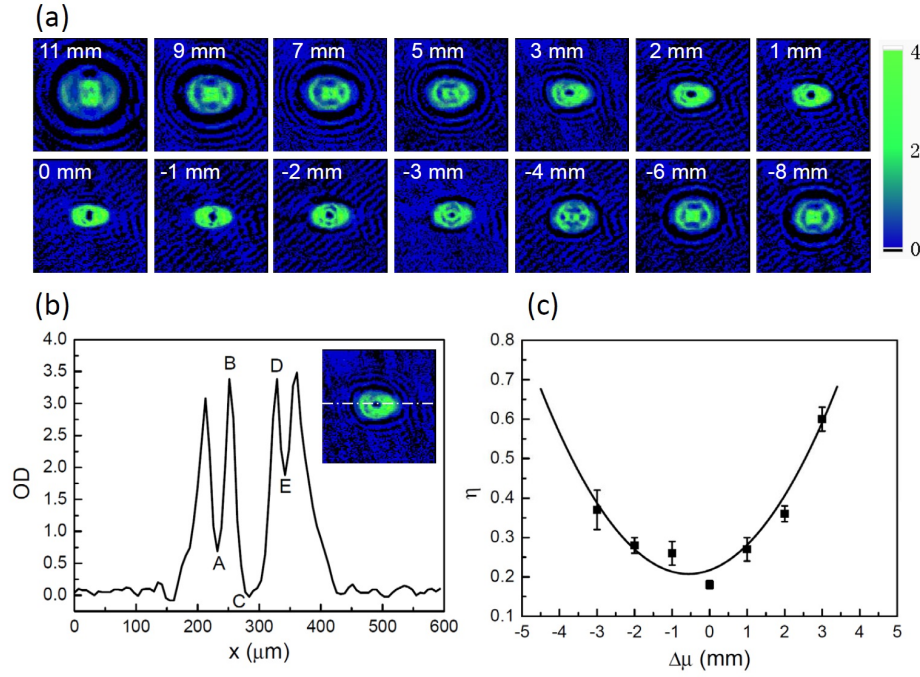 (a)
11 mm 9 mm 7 mm 5 mm 3 mm 2 mm 1 mm
0 mm -1 mm -2 mm -3 mm -4 mm -6 mm -8 mm
4
2
0
(b)
4.0
3.5
3.0
2.5
2.0
1.5
1.0
0.5
0.0
OD
B
D
E
A
C
0 100 200 300 400 500 600
x (μm)
(c)
0.8
0.7
0.6
0.5
0.4
0.3
0.2
0.1
η
-5 -4 -3 -2 -1 0 1 2 3 4 5
Δμ (mm)